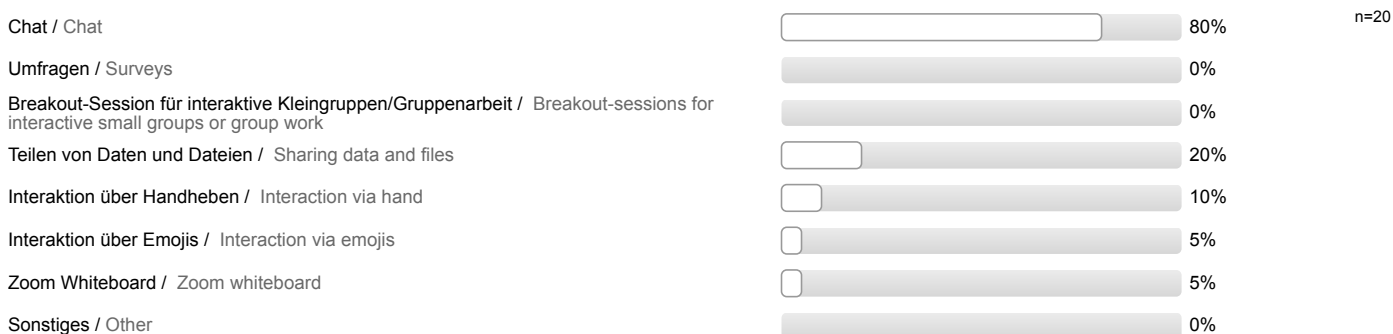 Chat / Chat 80% n=20
Umfragen / Surveys 0%
Breakout-Session für interaktive Kleingruppen/Gruppenarbeit / Breakout-sessions for
interactive small groups or group work 0%
Teilen von Daten und Dateien / Sharing data and files 20%
Interaktion über Handheben / Interaction via hand 10%
Interaktion über Emojis / Interaction via emojis 5%
Zoom Whiteboard / Zoom whiteboard 5%
Sonstiges / Other 0%